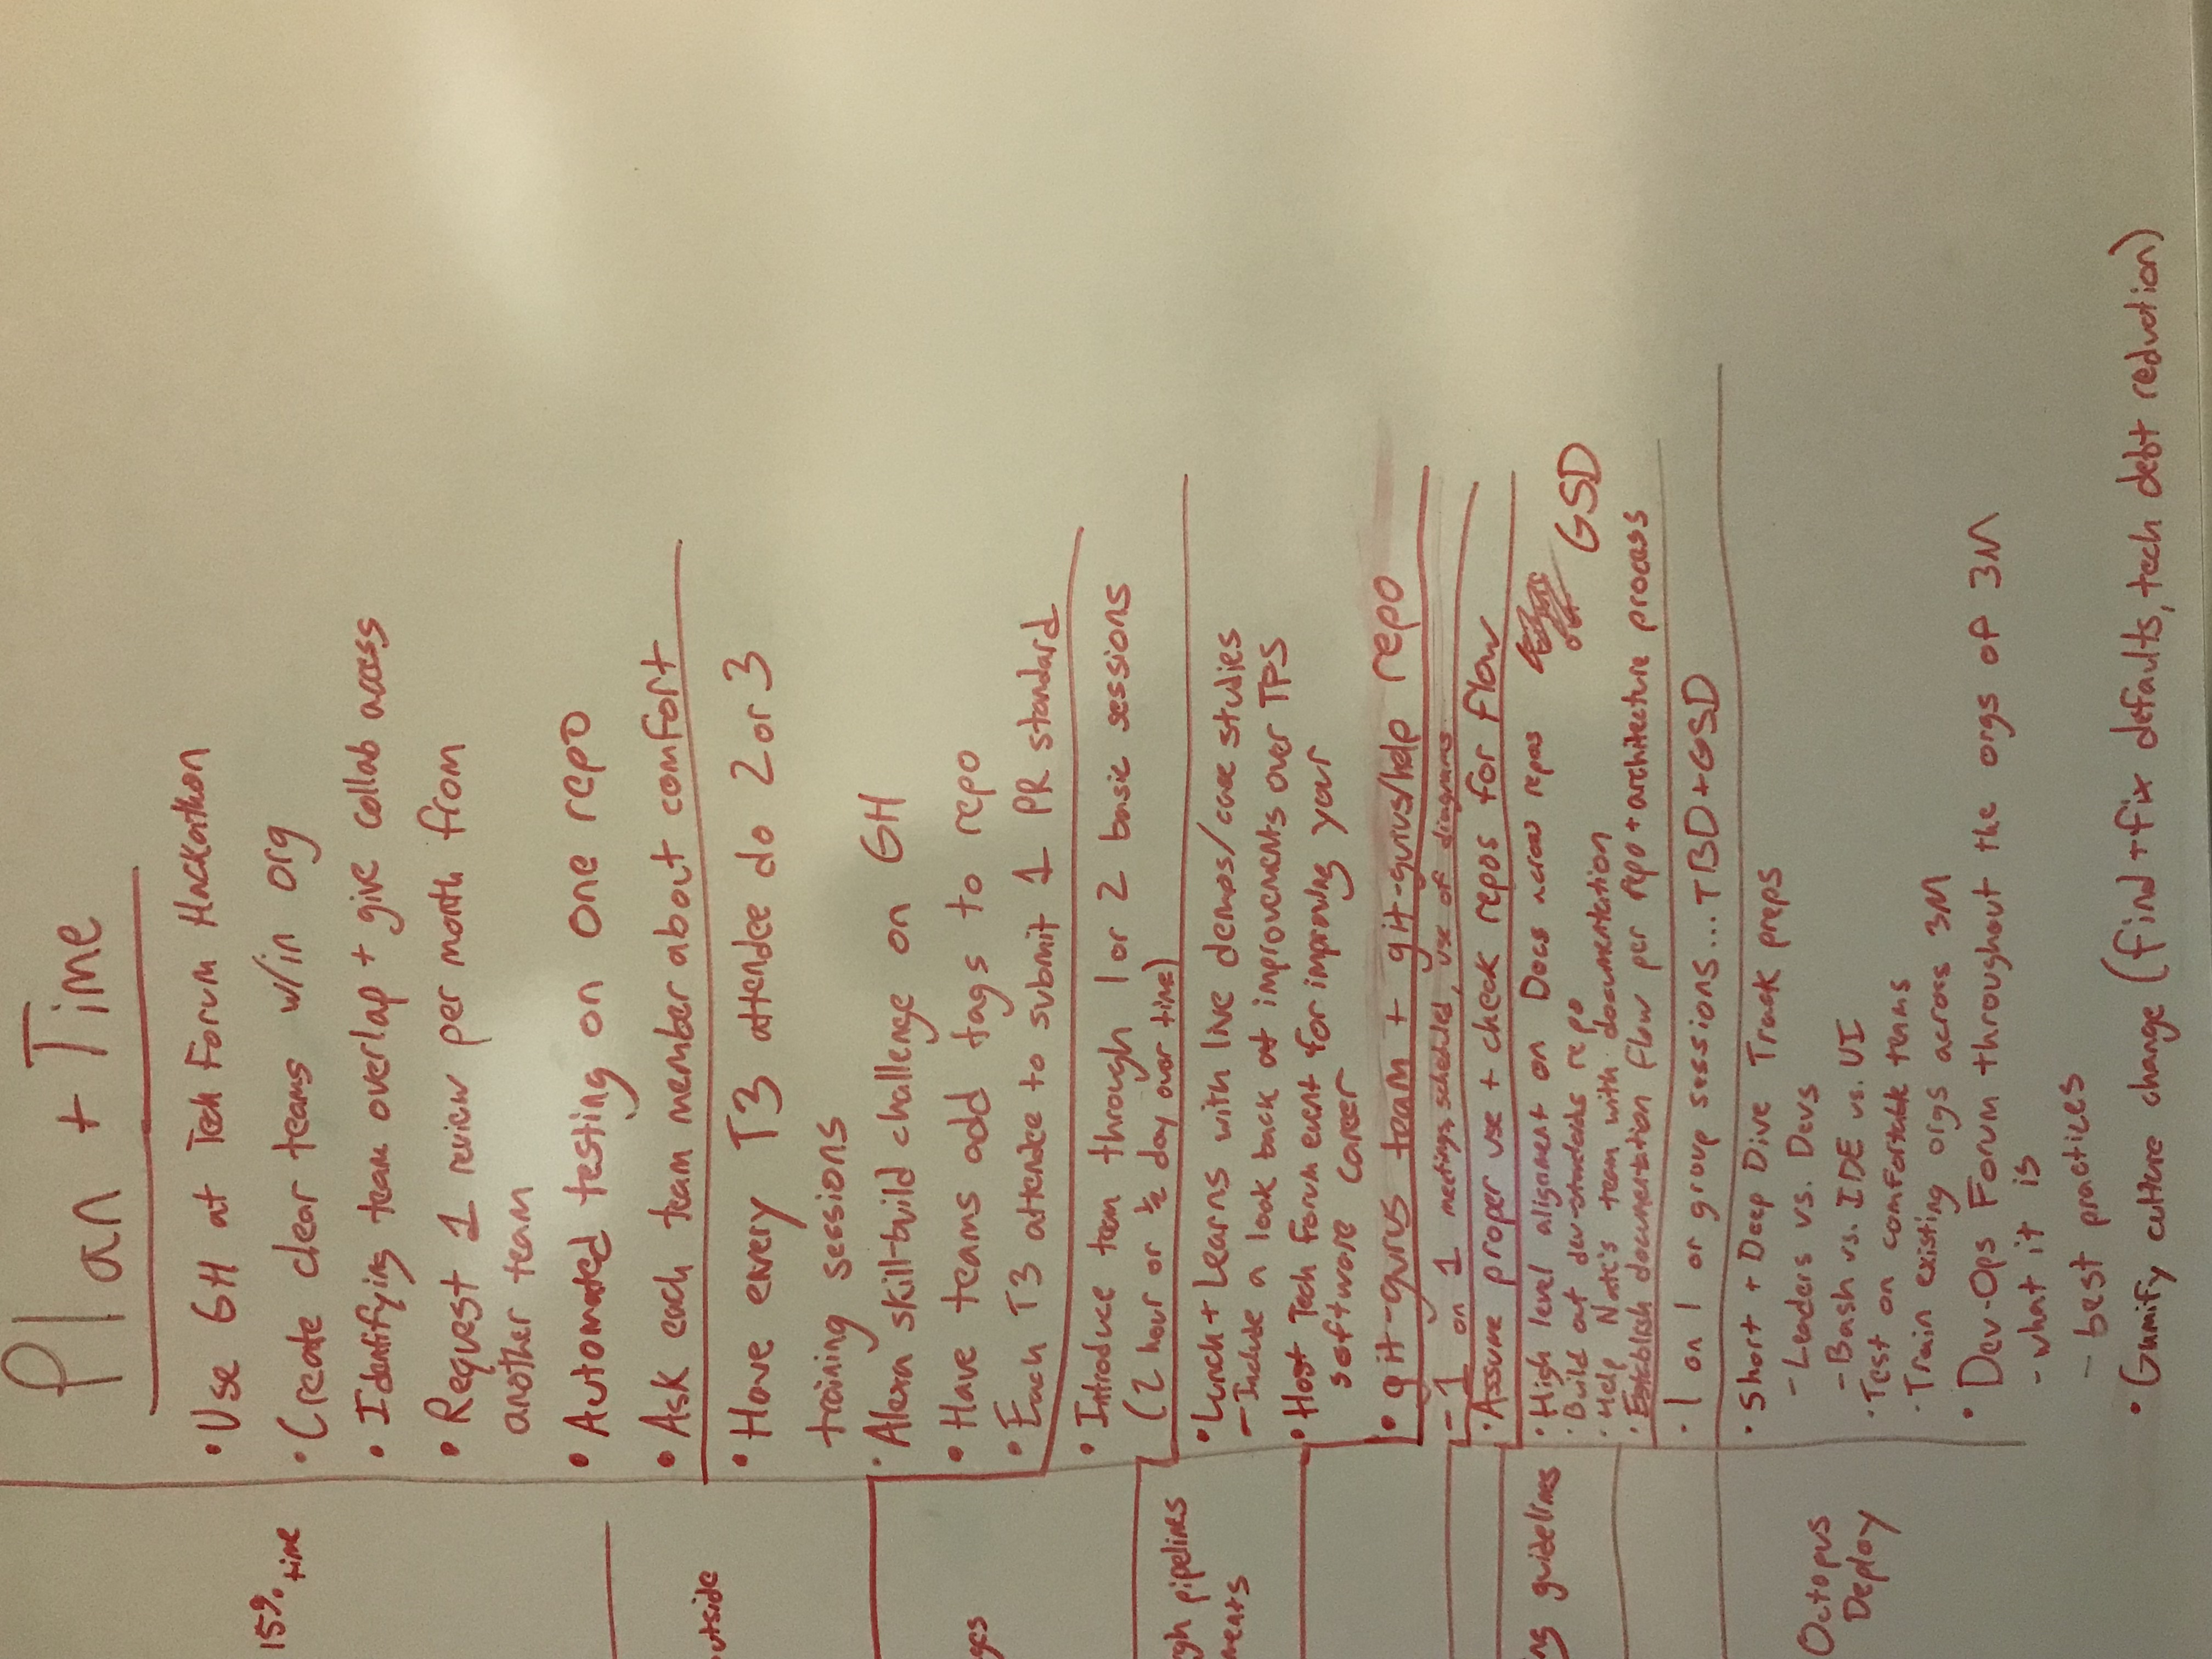 Plan + Time
• Use GH at Tech Forum Hackathon
15% time
• Create clear teams w/in org
• Identifying team overlap + give collab access
• Request 1 review per month from
another team
• Automated testing on one repo
• Ask each team member about comfort
utside
• Have every T3 attendee do 2 or 3
training sessions
• Alexa skill-build challenge on GH
• Have teams add tags to repo
ges
• Each T3 attendee to submit 1 PR standard
• Introduce team through 1 or 2 basic sessions
(2 hour or ½ day over time)
gh pipelines
ments
• Lunch + Learns with live demos/case studies
- Include a look back at improvements over TPS
• Host Tech Forum event for improving your
software career
• git-gurus team + git-gurus/help repo
- 1 on 1 meetings scheduled, use of diagrams
• Assume proper use + check repos for flow
ng guidelines
• High level alignment on Docs across repos
• Build out dev-standards repo
GSD
• Help Nate's team with documentation
• Establish documentation flow per repo + architecture process
• 1 on 1 or group sessions... TBD + GSD
• Short + Deep Dive Track preps
- Leaders vs. Devs
- Bash vs. IDE vs. UI
Octopus
Deploy
• Test on comfortable teams
• Train existing orgs across 3M
• Dev-Ops Forum throughout the orgs of 3M
- what it is
- best practices
• Gamify culture change (find + fix defaults, tech debt reduction)